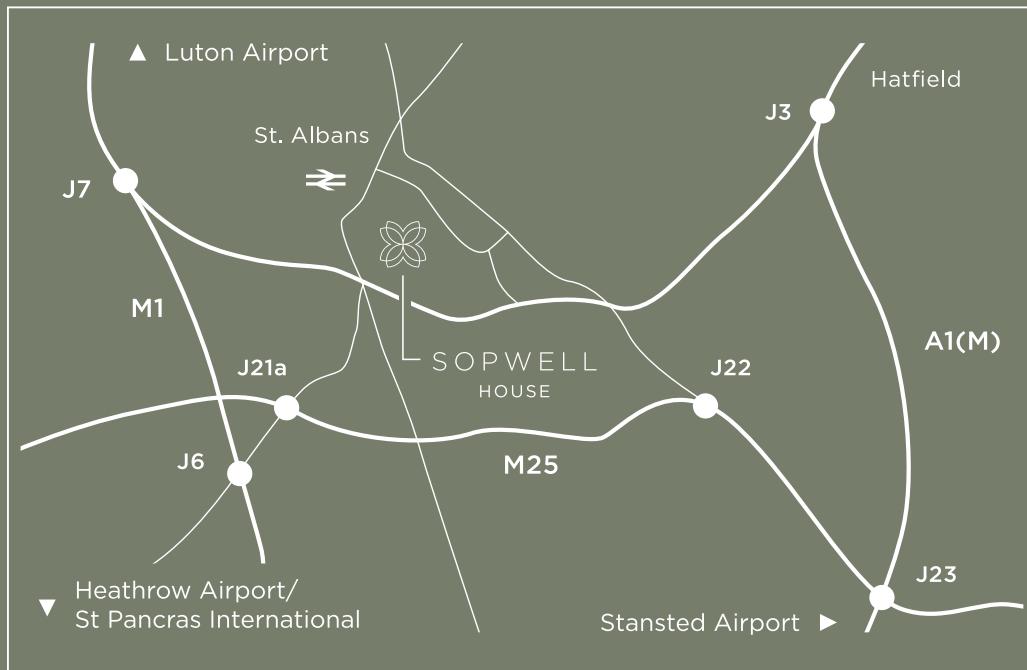 Luton Airport
Hatfield
J3
St. Albans
J7
M1
A1(M)
SOPWELL
HOUSE
J21a
J22
J6
M25
J23
Heathrow Airport/
St Pancras International
Stansted Airport